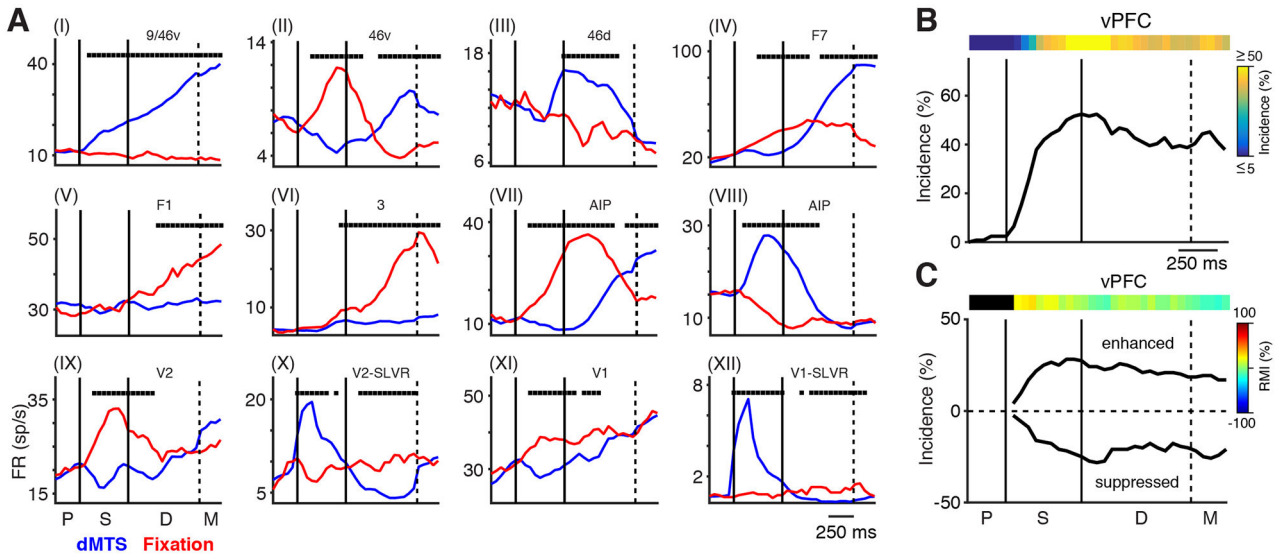 A
(I)
9/46v
40
10
(II)
46v
14
4
(III)
46d
18
6
(IV)
F7
100
20
(V)
F1
50
30
(VI)
3
30
10
(VII)
AIP
40
10
(VIII)
AIP
30
10
(IX)
V2
35
15
FR (sp/s)
P S D M
dMTS Fixation
(X)
V2-SLVR
20
5
(XI)
V1
50
30
(XII)
V1-SLVR
8
2
250 ms
B
vPFC
≥50
≤5
Incidence (%)
Incidence (%)
60
40
20
0
250 ms
C
vPFC
100
-100
RMI (%)
Incidence (%)
50
0
-50
enhanced
suppressed
P S D M